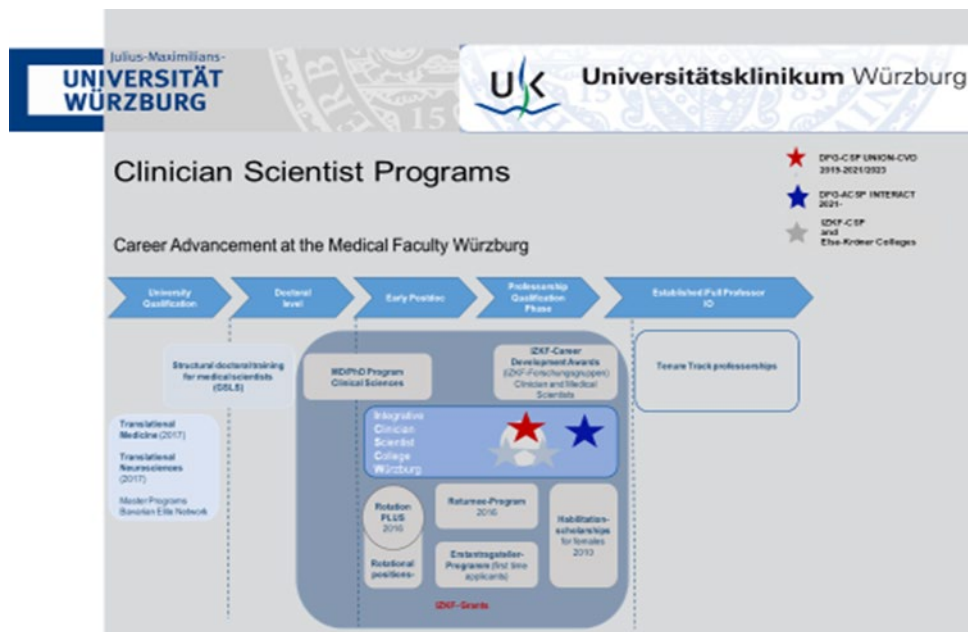 Julius-Maximilians-
UNIVERSITÄT
WÜRZBURG
UK
Universitätsklinikum Würzburg
Clinician Scientist Programs
DFG-CSP UNION-CVD
2019-2021/2023
DFG-ACSP INTERACT
2021-
IZKF-CSP
and
Else-Kröner Colleges
Career Advancement at the Medical Faculty Würzburg
University
Qualification
Doctoral
level
Early Postdoc
Professorship
Qualification
Phase
Established/Full Professor
Structural doctoral training
for medical scientists
(GSLS)
MD/PhD Program
Clinical Sciences
IZKF-Career
Development Awards
(IZKF-Forschungsgruppen)
Clinician and Medical
Scientists
Tenure Track professorships
Translational
Medicine (2017)
Translational
Neurosciences
(2017)
Master Programs
Bavarian Elite Network
Integrative
Clinician
Scientist
College
Würzburg
Rotation
PLUS
2016
Rotational
positions-
Returnee-Program
2016
Erstantragsteller-
Programm (first time
applicants)
Habilitation-
scholarships
for females
2010
IZKF-Grants